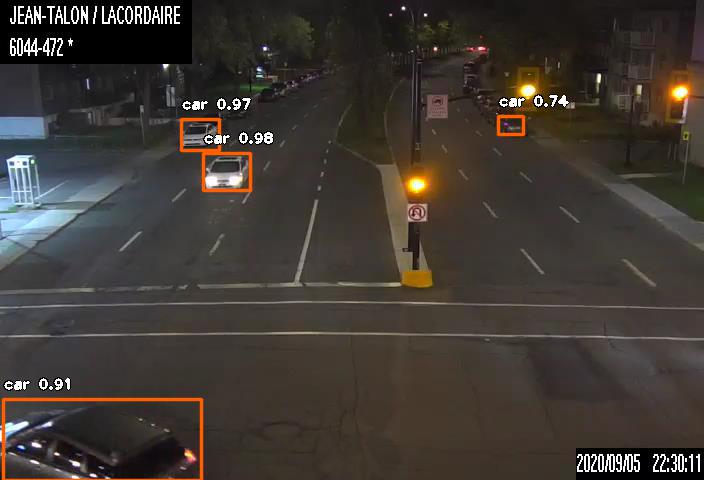 JEAN-TALON / LACORDAIRE
6044-472 *
car 0.97
car 0.74
car 0.98
car 0.91
2020/09/05 22:30:11